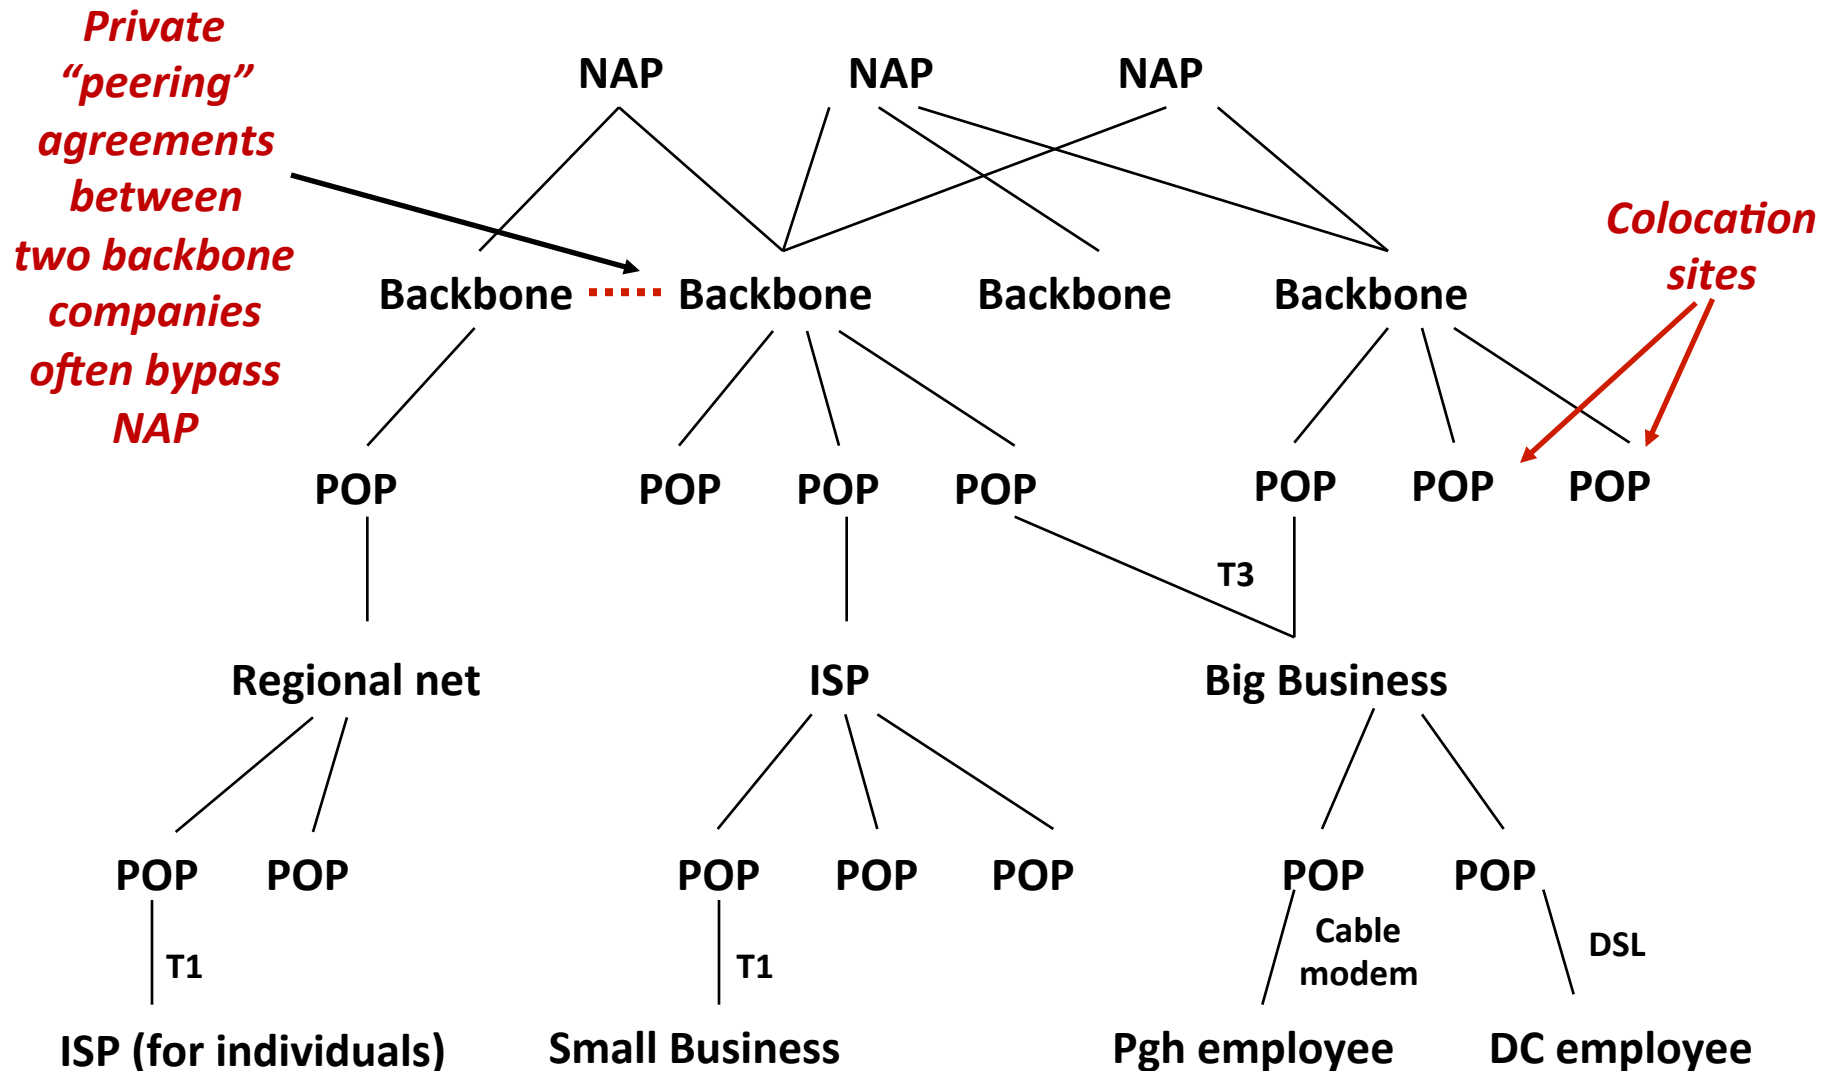 Private
“peering”
agreements
between
two backbone
companies
often bypass
NAP
NAP NAP NAP
Colocation
sites
Backbone Backbone Backbone Backbone
POP POP POP POP POP POP POP
T3
Regional net ISP Big Business
POP POP POP POP POP POP POP
Cable
modem
DSL
T1 T1
ISP (for individuals) Small Business Pgh employee DC employee